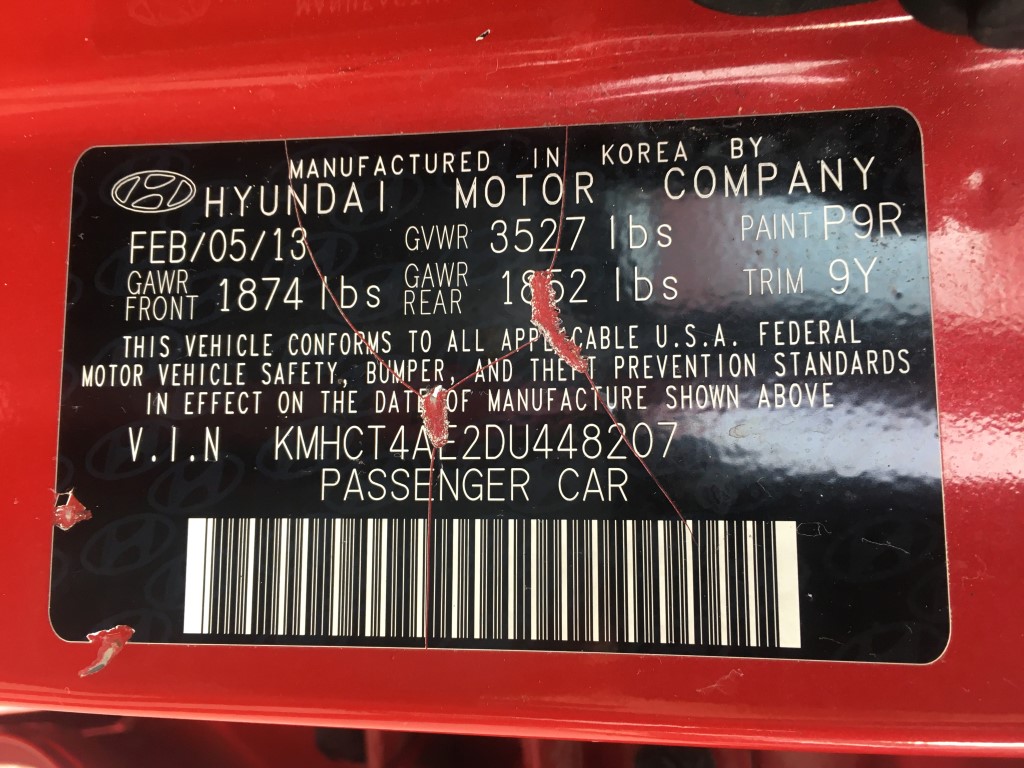 MANUFACTURED IN KOREA BY
HYUNDAI MOTOR COMPANY
FEB/05/13 GVWR 3527 lbs PAINT P9R
GAWR FRONT 1874 lbs GAWR REAR 1852 lbs TRIM 9Y
THIS VEHICLE CONFORMS TO ALL APPLICABLE U.S.A. FEDERAL
MOTOR VEHICLE SAFETY, BUMPER, AND THEFT PREVENTION STANDARDS
IN EFFECT ON THE DATE OF MANUFACTURE SHOWN ABOVE
V.I.N KMHCT4AE2DU448207
PASSENGER CAR